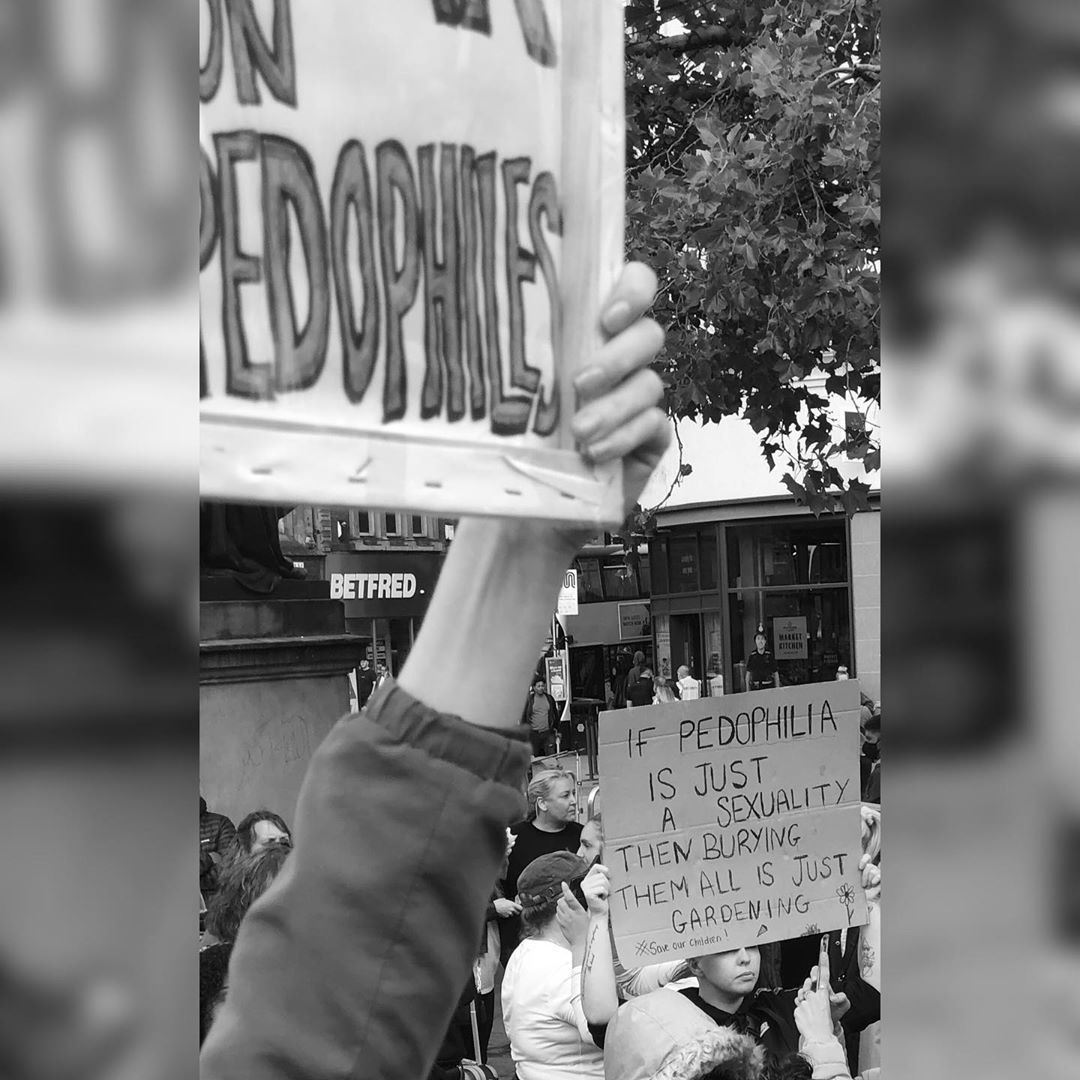 ON
PEDOPHILES
BETFRED
MARKET
KITCHEN
IF PEDOPHILIA
IS JUST
A SEXUALITY
THEN BURYING
THEM ALL IS JUST
GARDENING
#Save our children!